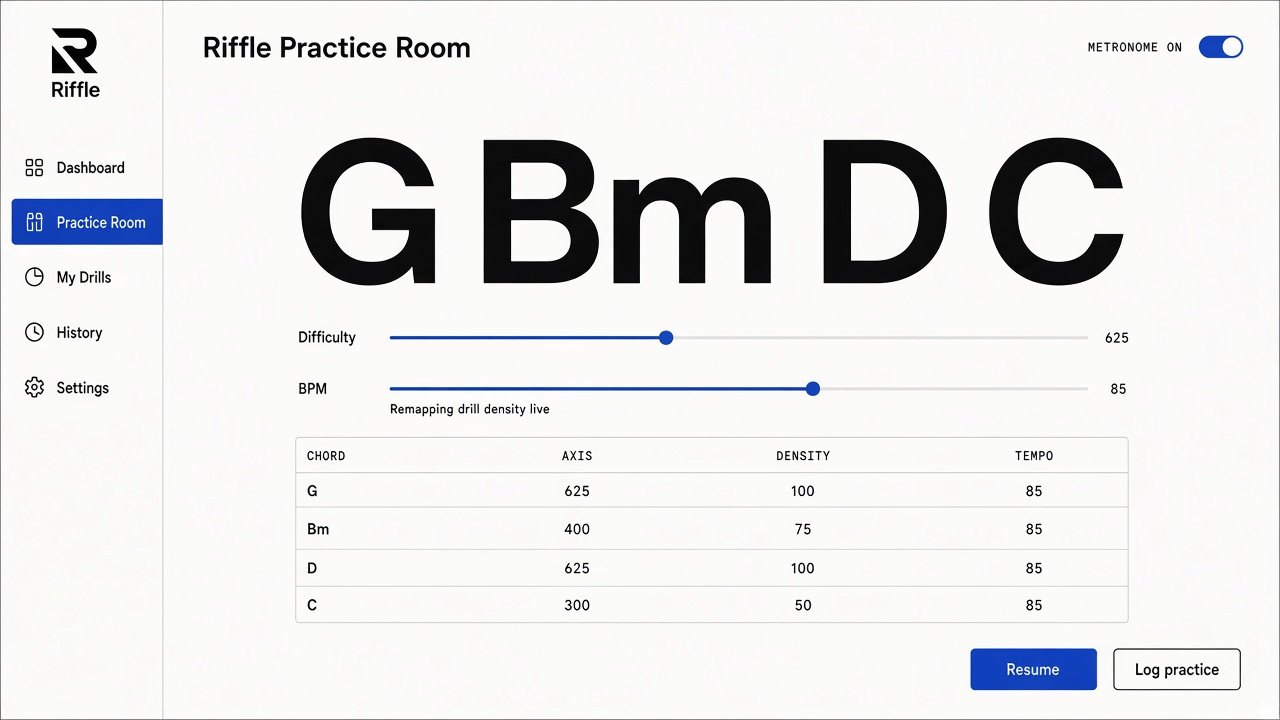 Riffle
Dashboard
Practice Room
My Drills
History
Settings
Riffle Practice Room
METRONOME ON
G Bm D C
Difficulty 625
BPM 85
Remapping drill density live
CHORD AXIS DENSITY TEMPO
G 625 100 85
Bm 400 75 85
D 625 100 85
C 300 50 85
Resume Log practice